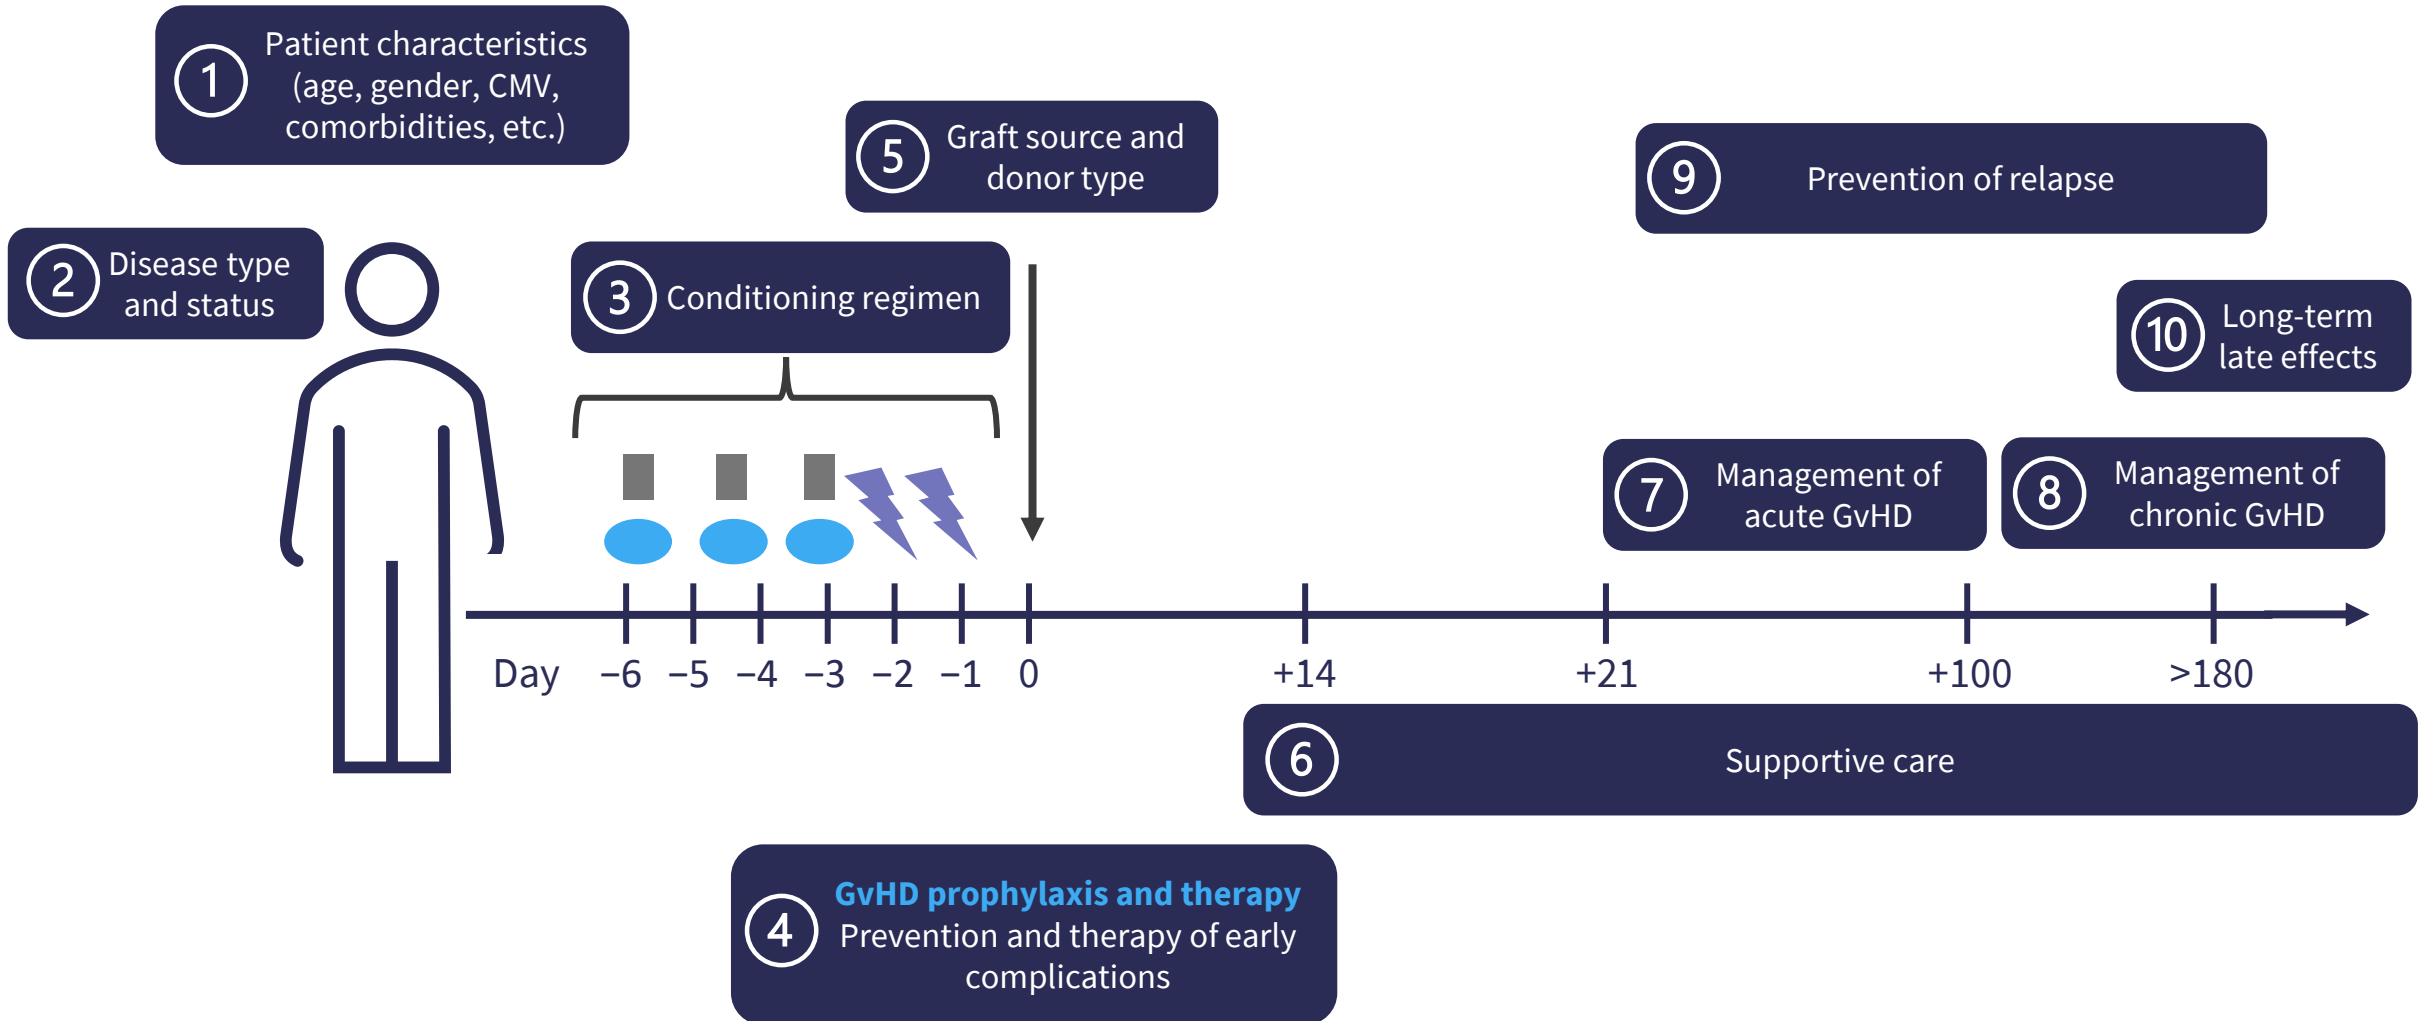 1
Patient characteristics
(age, gender, CMV,
comorbidities, etc.)
2
Disease type
and status
3
Conditioning regimen
5
Graft source and
donor type
9
Prevention of relapse
10
Long-term
late effects
7
Management of
acute GvHD
8
Management of
chronic GvHD
Day –6 –5 –4 –3 –2 –1 0 +14 +21 +100 >180
6
Supportive care
4
GvHD prophylaxis and therapy
Prevention and therapy of early
complications